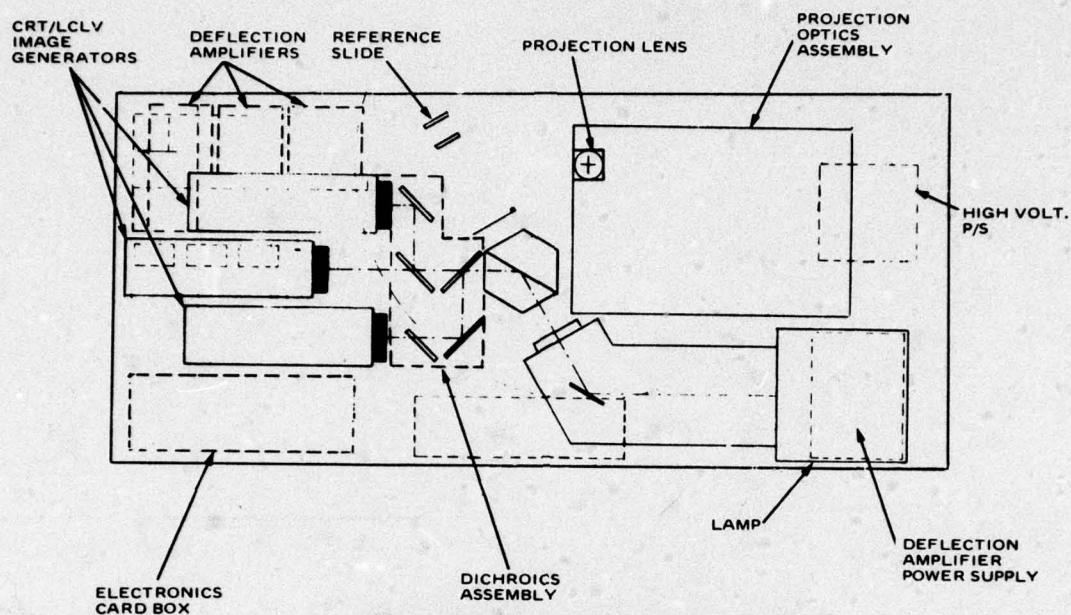 CRT/LCLV
IMAGE
GENERATORS
DEFLECTION
AMPLIFIERS
REFERENCE
SLIDE
PROJECTION LENS
PROJECTION
OPTICS
ASSEMBLY
HIGH VOLT.
P/S
LAMP
DEFLECTION
AMPLIFIER
POWER SUPPLY
DICHROICS
ASSEMBLY
ELECTRONICS
CARD BOX